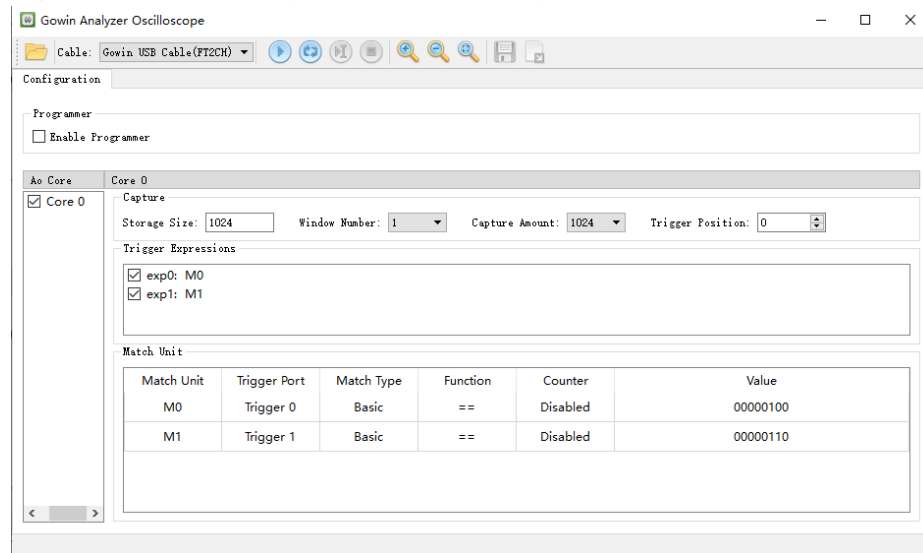 Gowin Analyzer Oscilloscope
Cable: Gowin USB Cable(FT2CH)
Configuration
Programmer
Enable Programmer
Ao Core Core 0
Core 0
Capture
Storage Size: 1024 Window Number: 1 Capture Amount: 1024 Trigger Position: 0
Trigger Expressions
exp0: M0
exp1: M1
Match Unit
Match Unit Trigger Port Match Type Function Counter Value
M0 Trigger 0 Basic == Disabled 00000100
M1 Trigger 1 Basic == Disabled 00000110